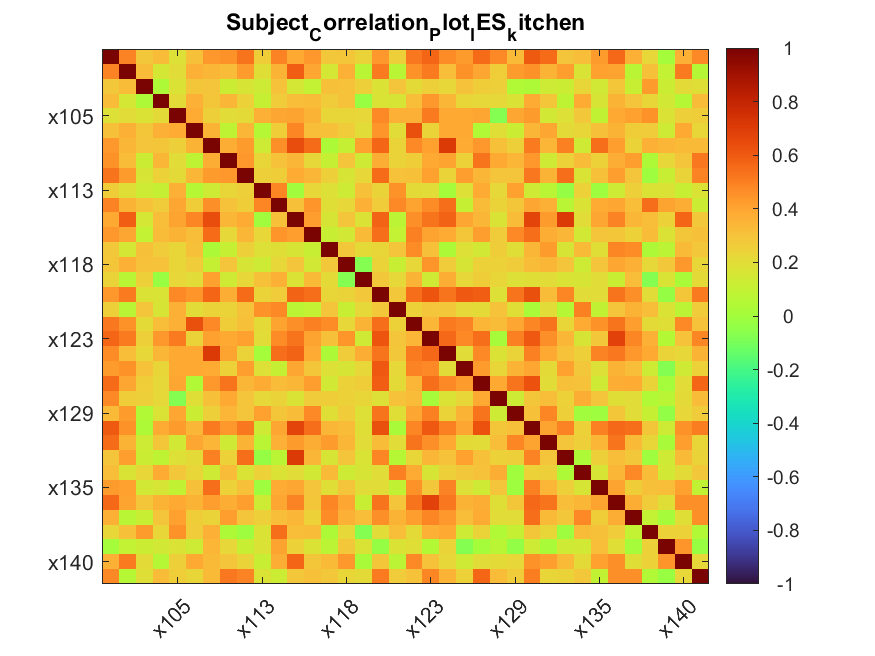 Subject_Correlation_Plot_IES_kitchen
x105
x113
x118
x123
x129
x135
x140
x105
x113
x118
x123
x129
x135
x140
1
0.8
0.6
0.4
0.2
0
-0.2
-0.4
-0.6
-0.8
-1